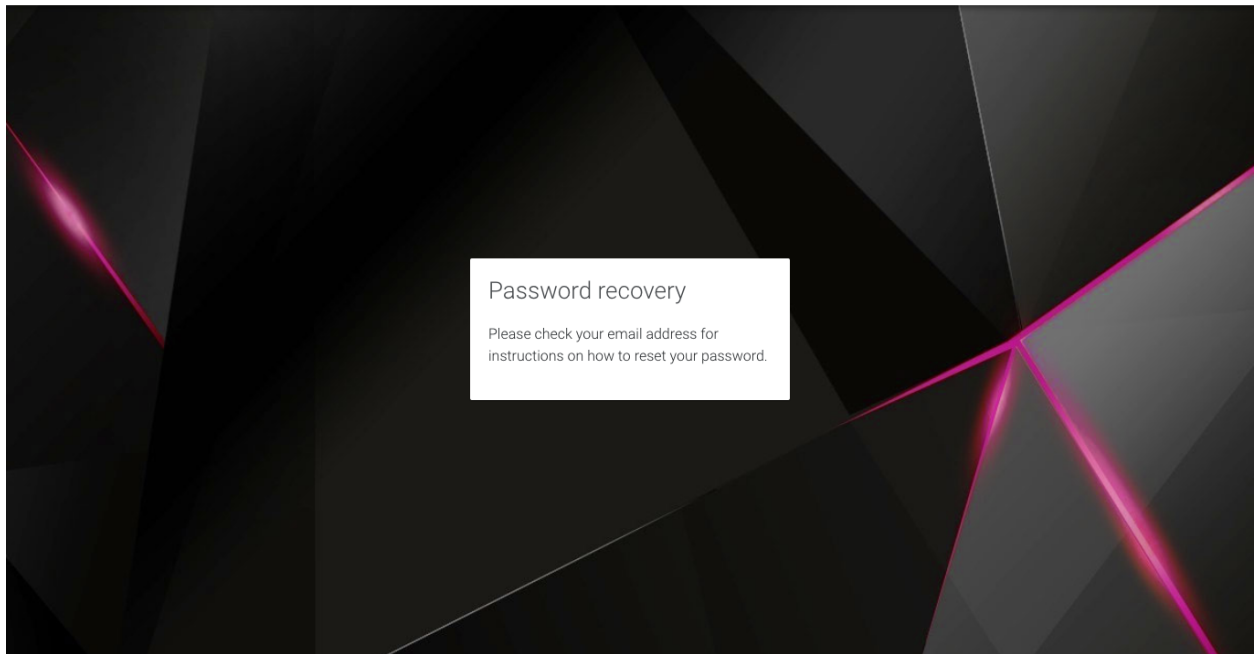 Password recovery
Please check your email address for
instructions on how to reset your password.